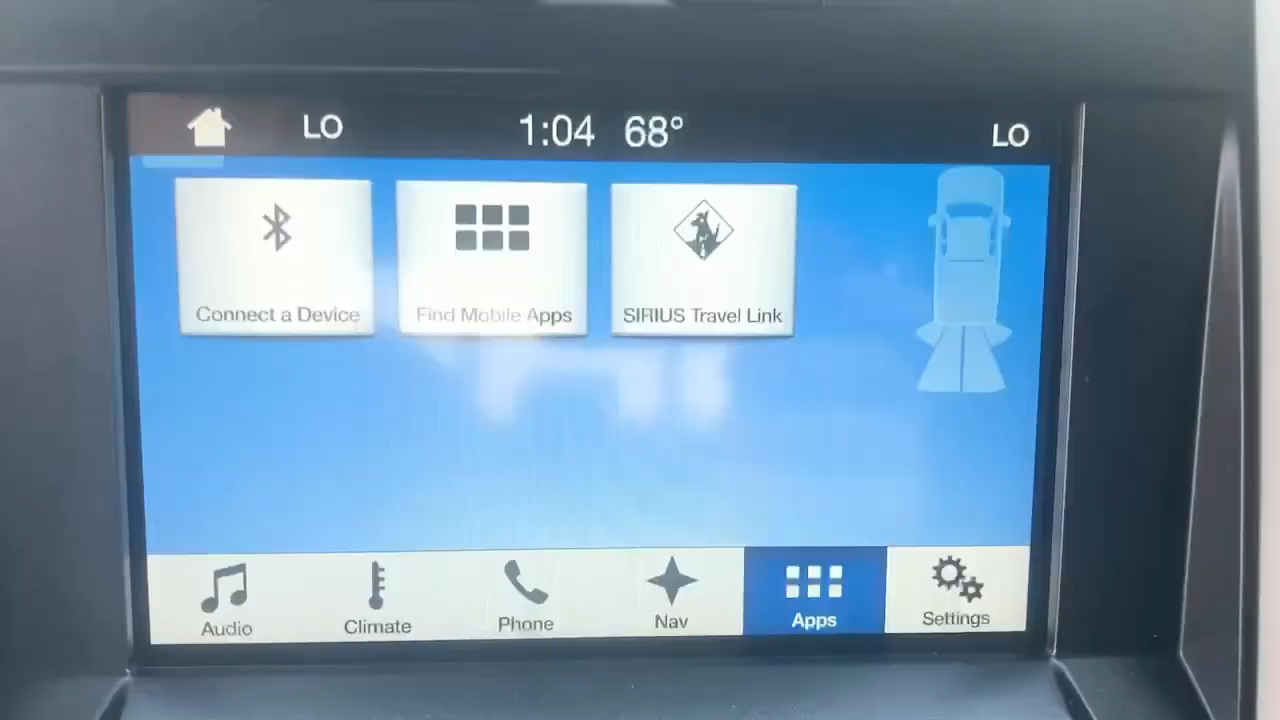 LO 1:04 68° LO
Connect a Device Find Mobile Apps SIRIUS Travel Link
Audio Climate Phone Nav Apps Settings